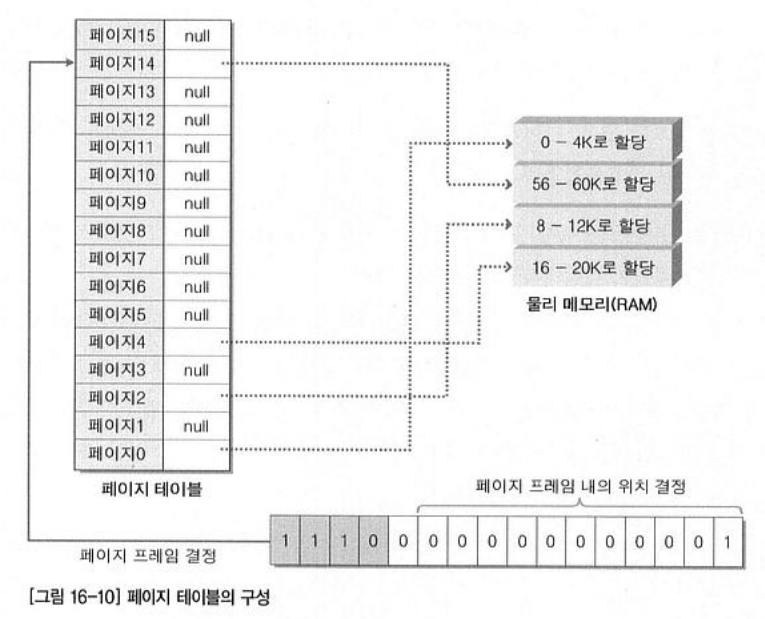 페이지15 null
페이지14
페이지13 null
페이지12 null
페이지11 null
페이지10 null
페이지9 null
페이지8 null
페이지7 null
페이지6 null
페이지5 null
페이지4
페이지3 null
페이지2
페이지1 null
페이지0
페이지 테이블
0 - 4K로 할당
56 - 60K로 할당
8 - 12K로 할당
16 - 20K로 할당
물리 메모리(RAM)
페이지 프레임 내의 위치 결정
1 1 1 0 0 0 0 0 0 0 0 0 0 0 0 1
페이지 프레임 결정
[그림 16-10] 페이지 테이블의 구성